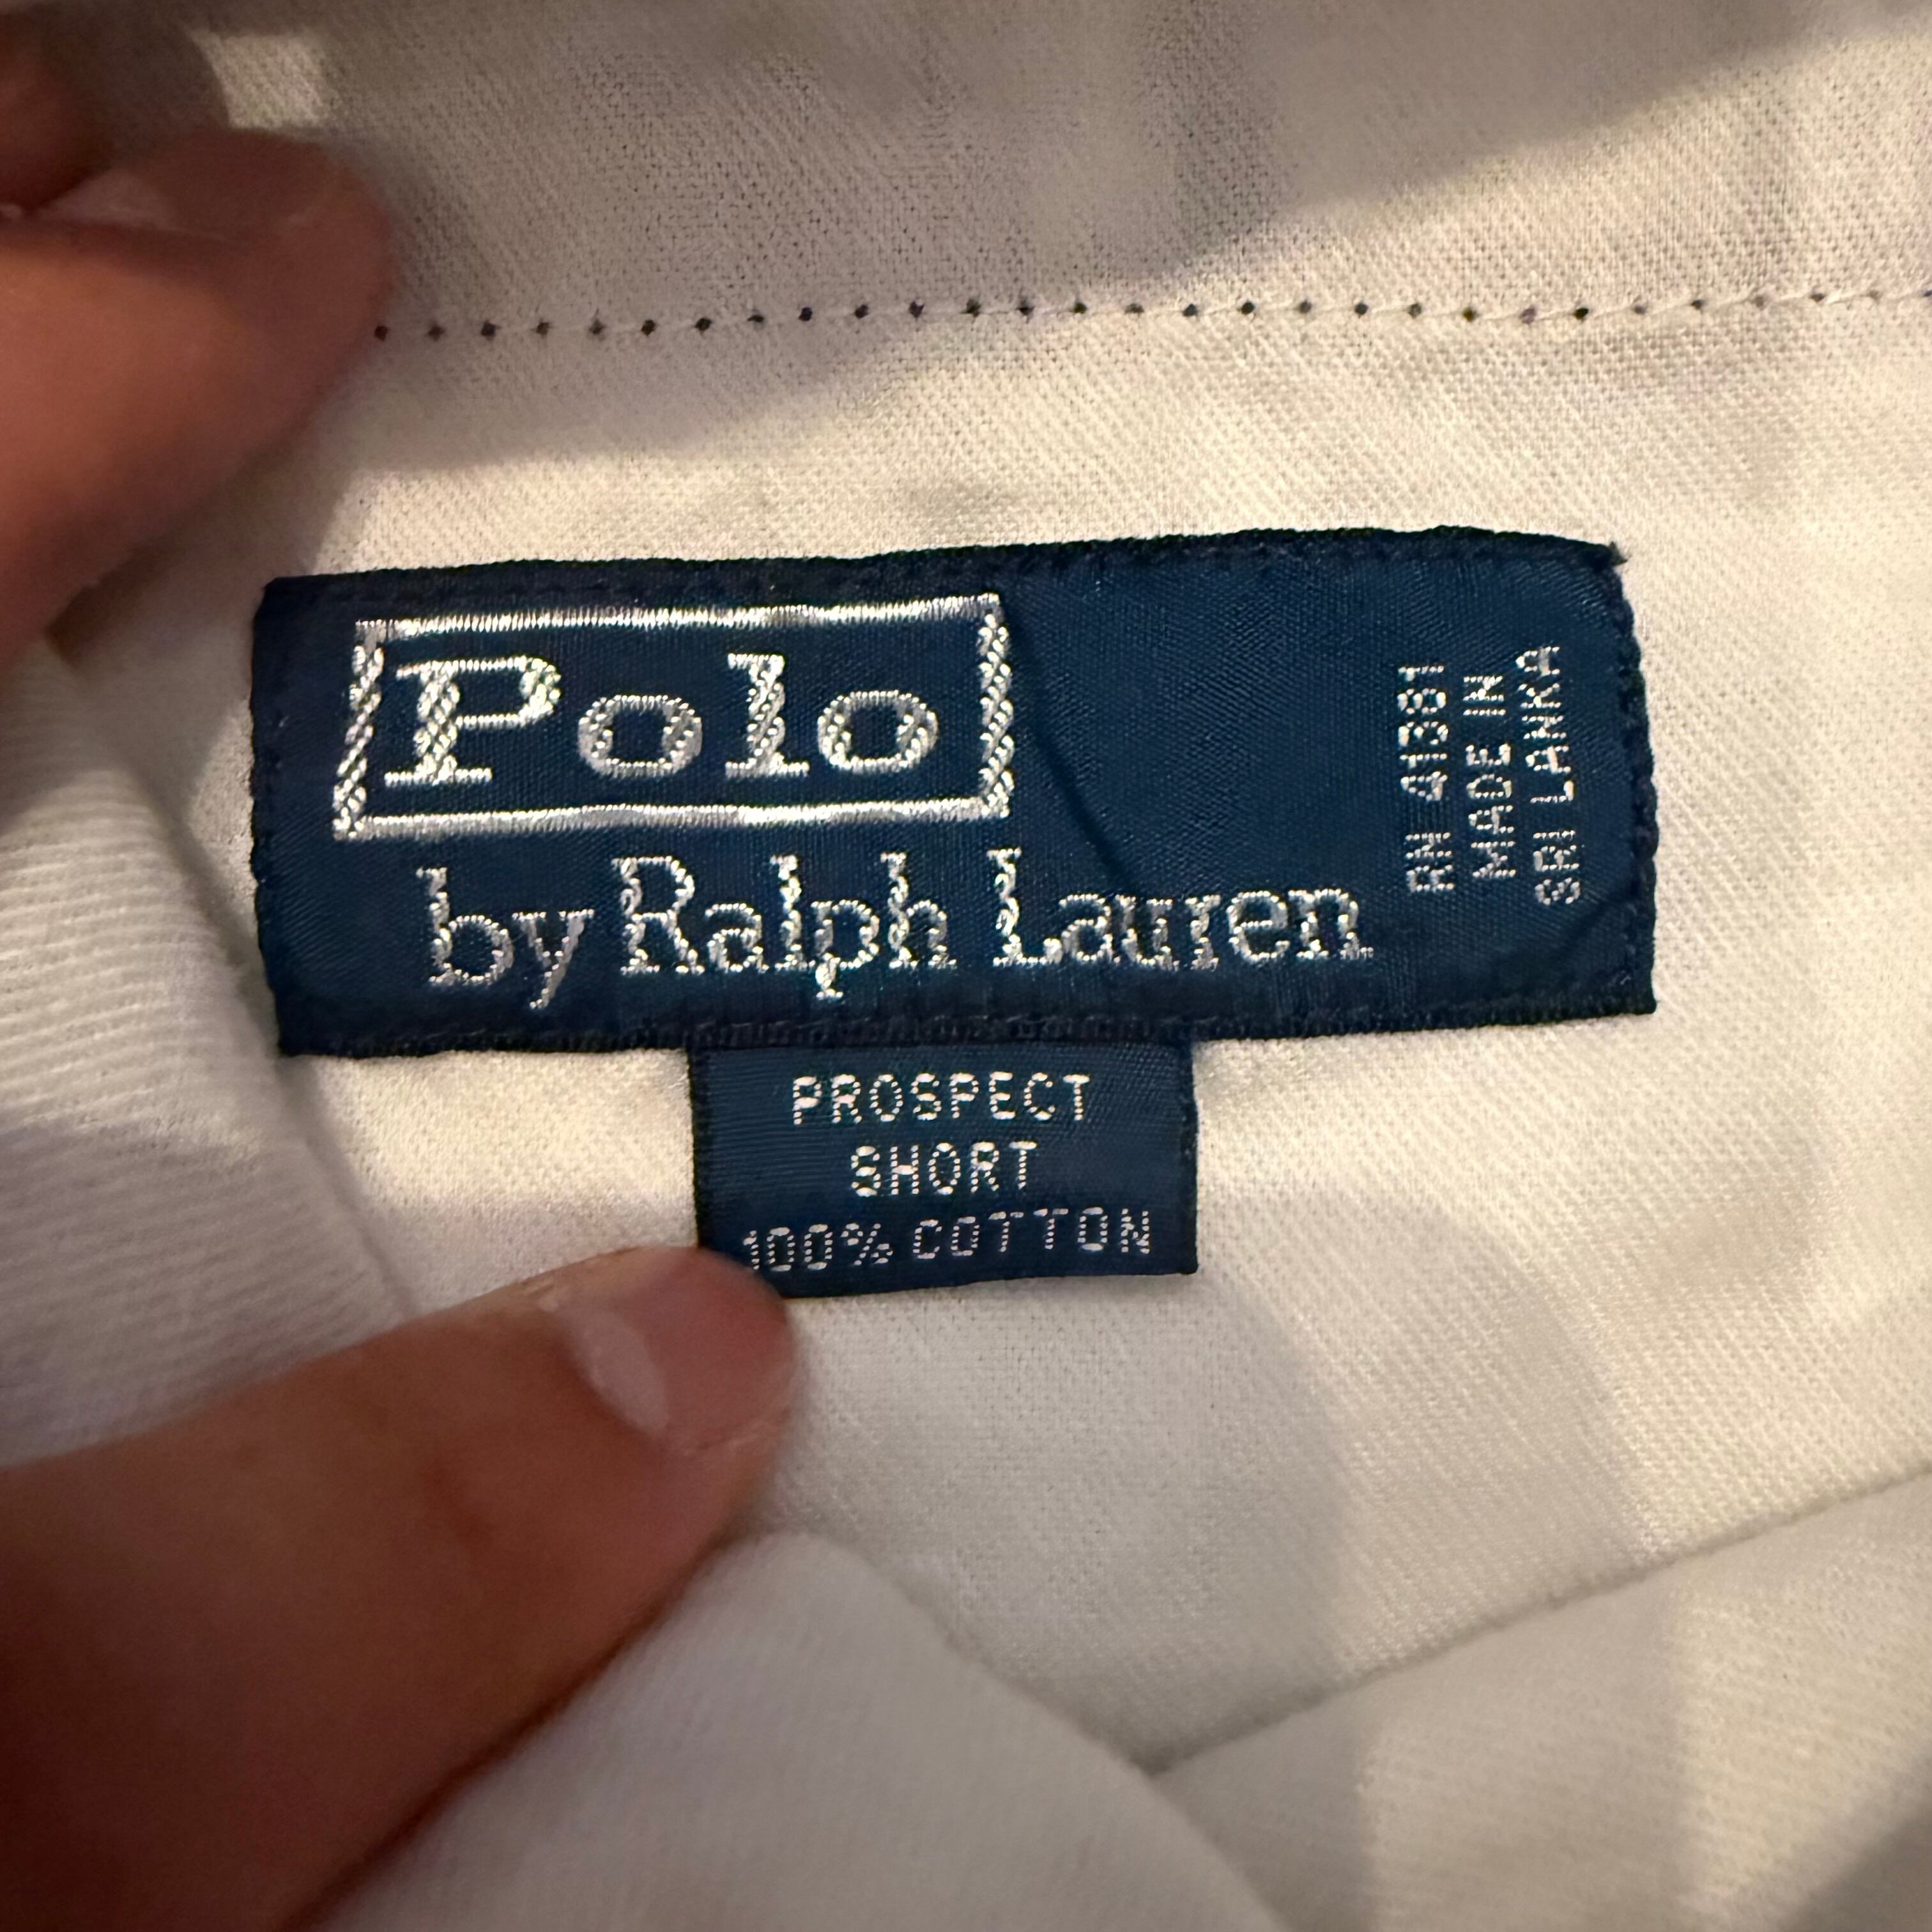 Polo
by Ralph Lauren
RN 41381
MADE IN
SRI LANKA
PROSPECT
SHORT
100% COTTON